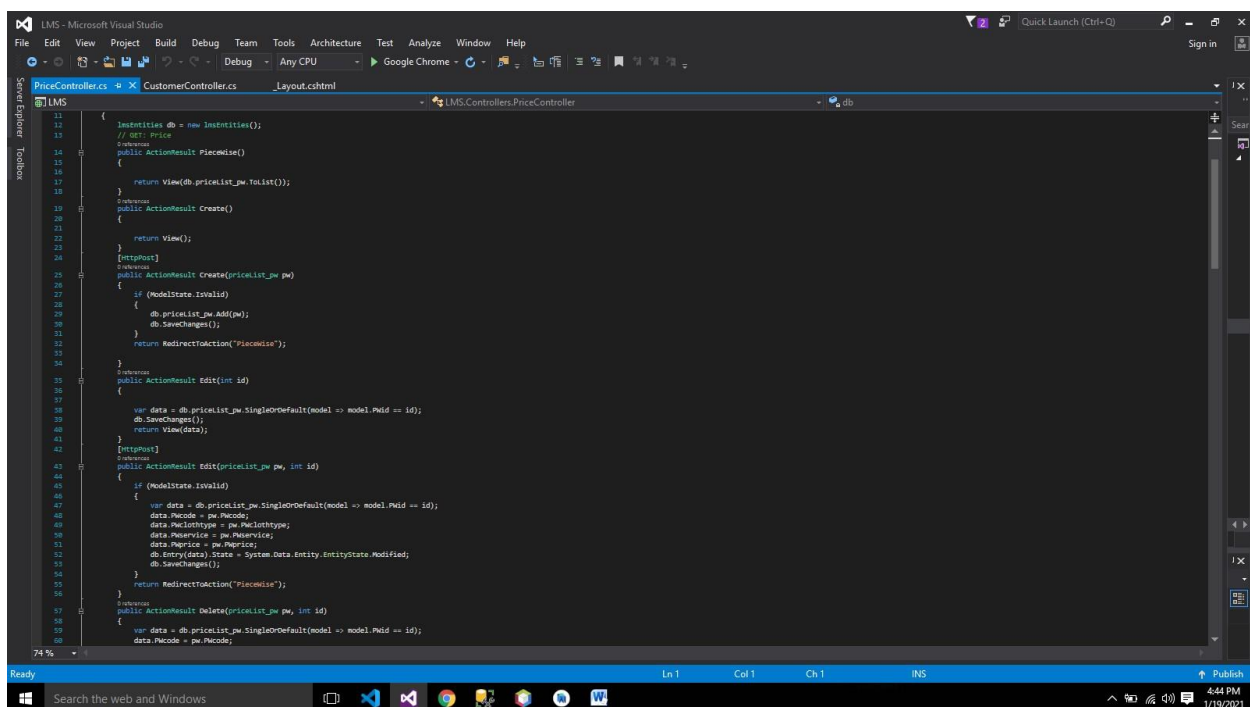 LMS - Microsoft Visual Studio
2
Quick Launch (Ctrl+Q)
File Edit View Project Build Debug Team Tools Architecture Test Analyze Window Help
Sign in
Debug Any CPU Google Chrome
PriceController.cs CustomerController.cs _Layout.cshtml
LMS LMS.Controllers.PriceController db
Server Explorer
Toolbox
Sear
11 {
12 lmsEntities db = new lmsEntities();
13 // GET: Price
0 references
14 public ActionResult PieceWise()
15 {
16
17 return View(db.priceList_pw.ToList());
18 }
0 references
19 public ActionResult Create()
20 {
21
22 return View();
23 }
24 [HttpPost]
0 references
25 public ActionResult Create(priceList_pw pw)
26 {
27 if (ModelState.IsValid)
28 {
29 db.priceList_pw.Add(pw);
30 db.SaveChanges();
31 }
32 return RedirectToAction("PieceWise");
33
34 }
0 references
35 public ActionResult Edit(int id)
36 {
37
38 var data = db.priceList_pw.SingleOrDefault(model => model.PWid == id);
39 db.SaveChanges();
40 return View(data);
41 }
42 [HttpPost]
0 references
43 public ActionResult Edit(priceList_pw pw, int id)
44 {
45 if (ModelState.IsValid)
46 {
47 var data = db.priceList_pw.SingleOrDefault(model => model.PWid == id);
48 data.PWcode = pw.PWcode;
49 data.PWclothtype = pw.PWclothtype;
50 data.PWservice = pw.PWservice;
51 data.PWprice = pw.PWprice;
52 db.Entry(data).State = System.Data.Entity.EntityState.Modified;
53 db.SaveChanges();
54 }
55 return RedirectToAction("PieceWise");
56 }
0 references
57 public ActionResult Delete(priceList_pw pw, int id)
58 {
59 var data = db.priceList_pw.SingleOrDefault(model => model.PWid == id);
60 data.PWcode = pw.PWcode;
74 %
Ready Ln 1 Col 1 Ch 1 INS Publish
Search the web and Windows
4:44 PM
1/19/2021